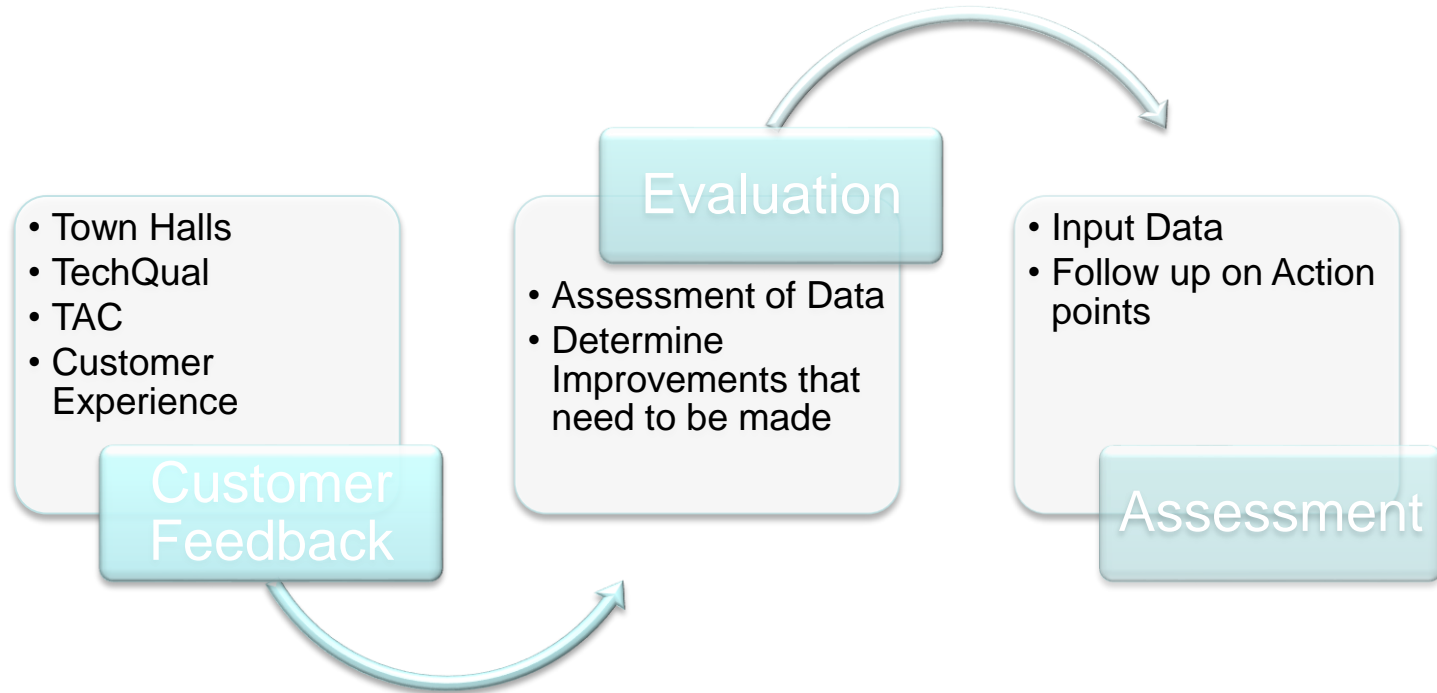 • Town Halls
• TechQual
• TAC
• Customer
Experience
Customer
Feedback
Evaluation
• Assessment of Data
• Determine
Improvements that
need to be made
• Input Data
• Follow up on Action
points
Assessment